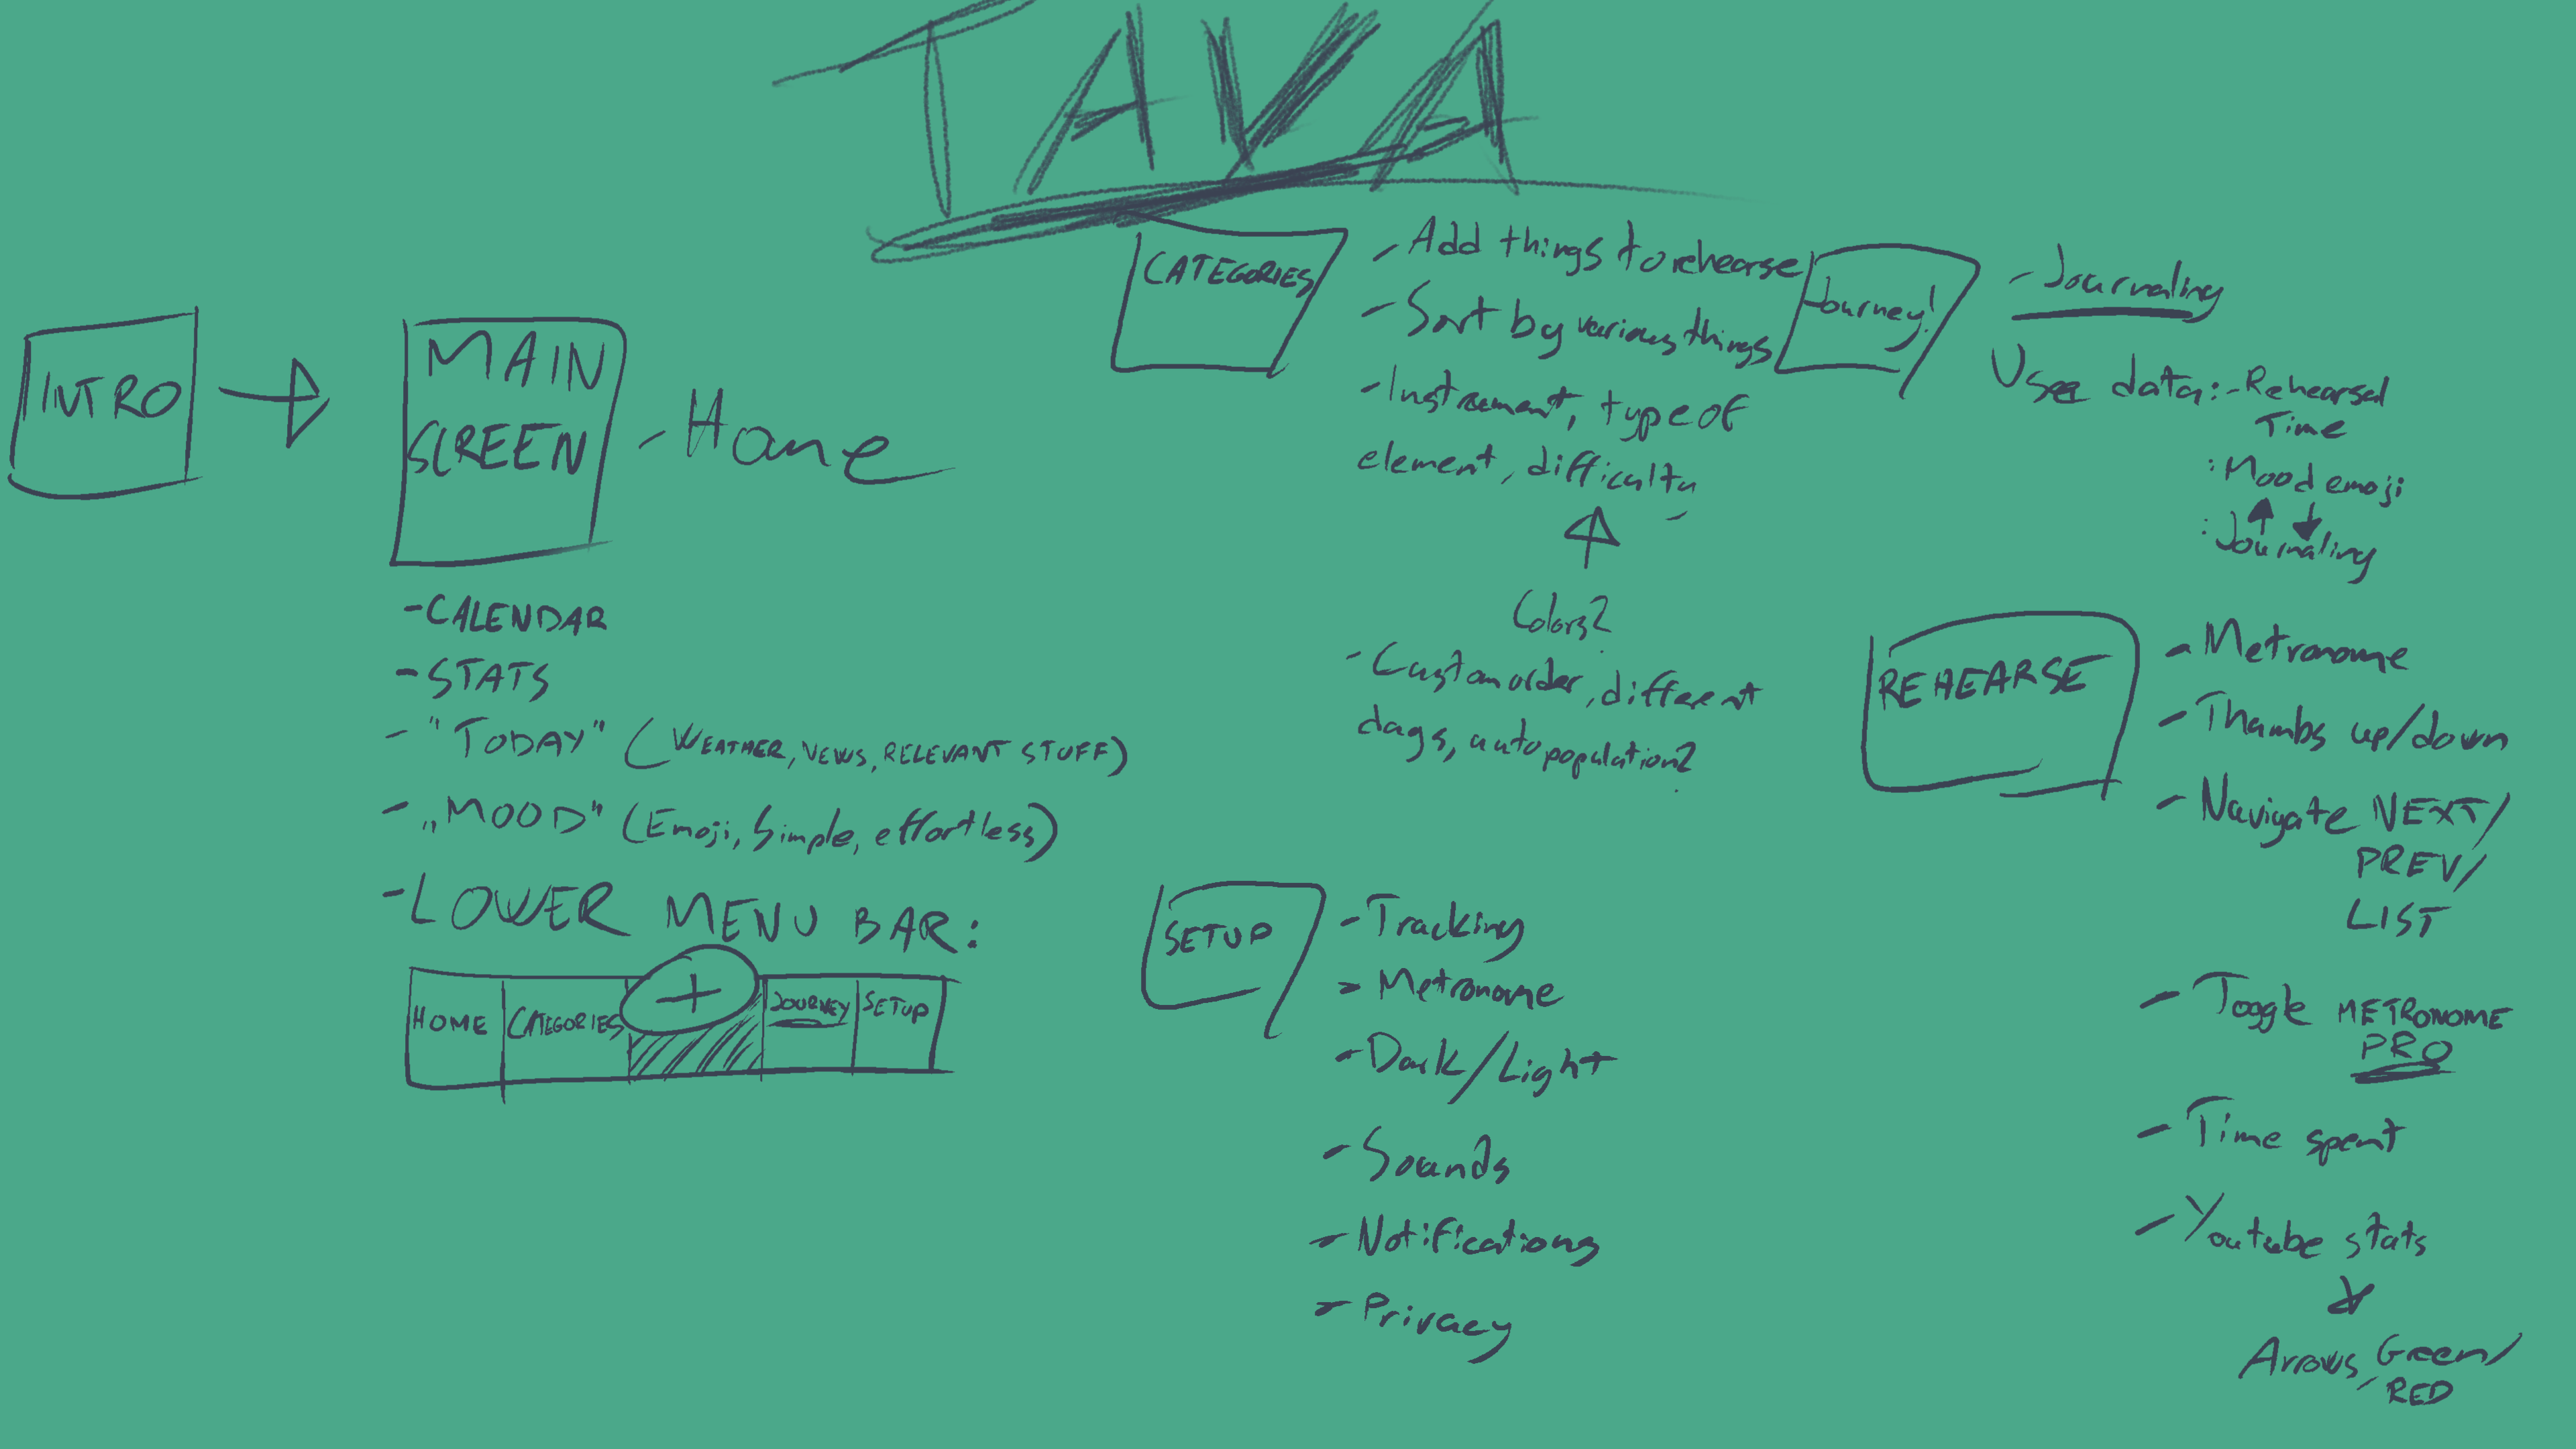 TAVA
INTRO
MAIN
SCREEN
- Home
- CALENDAR
- STATS
- "TODAY" (WEATHER, NEWS, RELEVANT STUFF)
- „MOOD" (Emoji, Simple, effortless)
- LOWER MENU BAR:
HOME
CATEGORIES
+
JOURNEY
SETUP
CATEGORIES
- Add things to rehearse
- Sort by various things
- Instrument, type of
element, difficulty
Colors?
- Custom order, different
days, autopopulation?
Journey!
- Journaling
User data: - Rehearsal
Time
: Mood emoji
: Journaling
REHEARSE
- Metronome
- Thumbs up/down
- Navigate NEXT/
PREV/
LIST
- Toggle METRONOME
PRO
- Time spent
- Youtube stats
Arrows, Green/
RED
SETUP
- Tracking
- Metronome
- Dark/Light
- Sounds
- Notifications
- Privacy